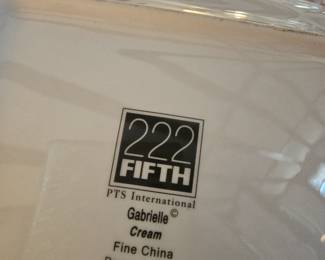 222
FIFTH
PTS International
Gabrielle©
Cream
Fine China